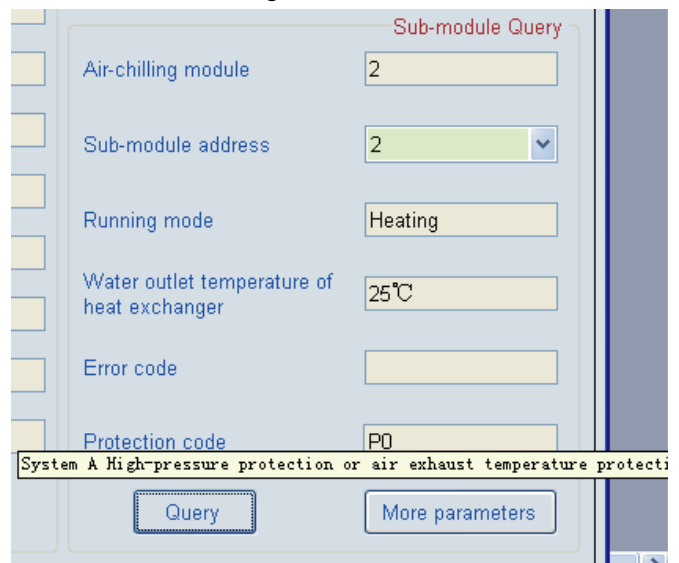 Sub-module Query
Air-chilling module 2
Sub-module address 2
Running mode Heating
Water outlet temperature of
heat exchanger 25℃
Error code
Protection code P0
System A High-pressure protection or air exhaust temperature protecti
Query More parameters